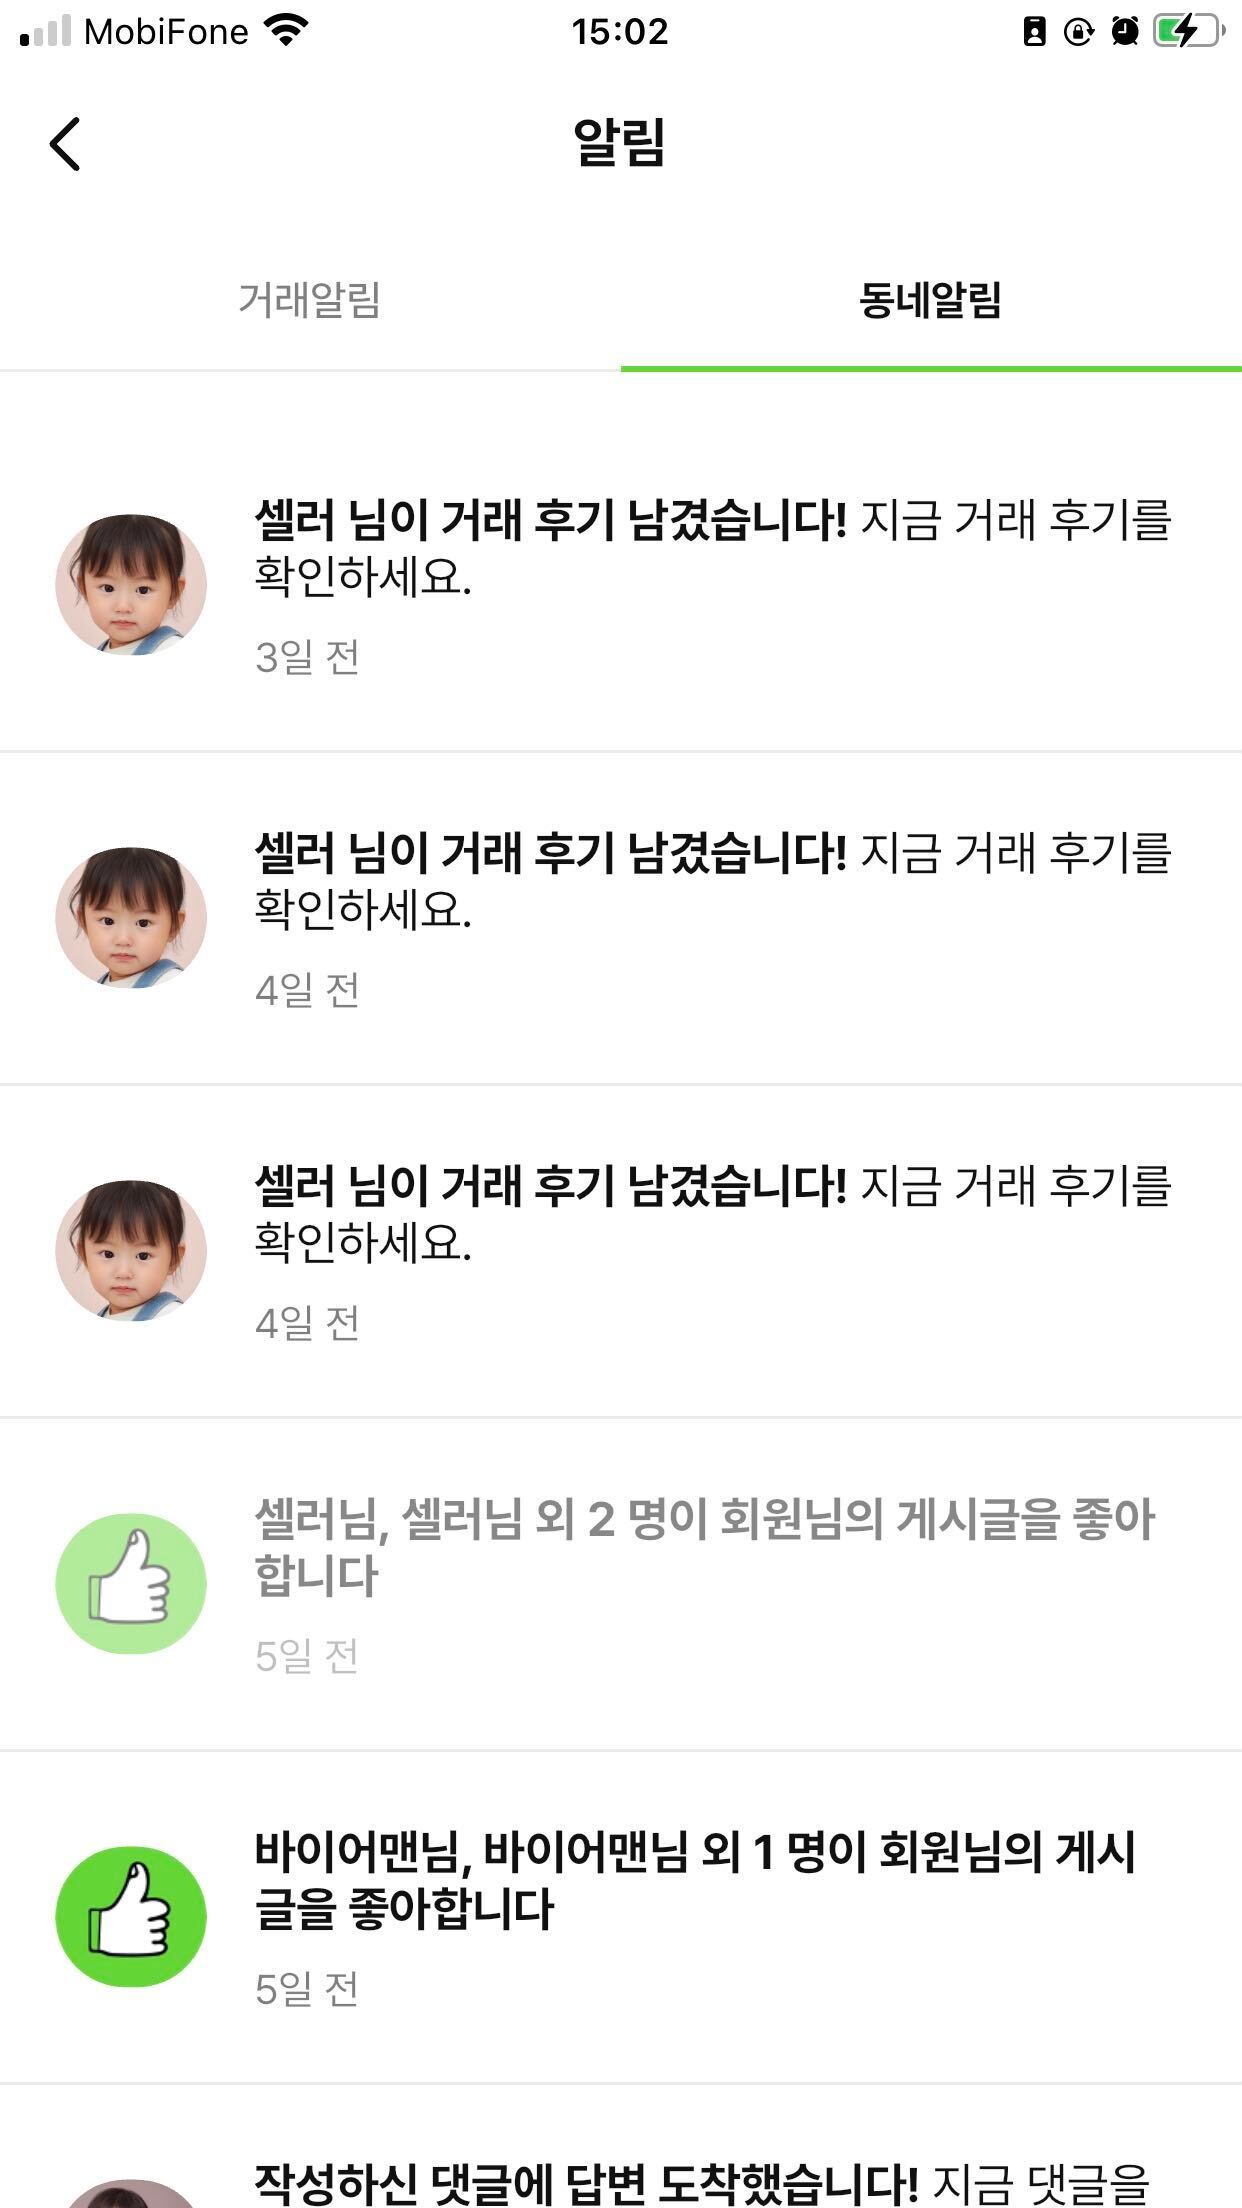 MobiFone 15:02
알림
거래알림 동네알림
셀러 님이 거래 후기 남겼습니다! 지금 거래 후기를
확인하세요.
3일 전
셀러 님이 거래 후기 남겼습니다! 지금 거래 후기를
확인하세요.
4일 전
셀러 님이 거래 후기 남겼습니다! 지금 거래 후기를
확인하세요.
4일 전
셀러님, 셀러님 외 2 명이 회원님의 게시글을 좋아
합니다
5일 전
바이어맨님, 바이어맨님 외 1 명이 회원님의 게시
글을 좋아합니다
5일 전
작성하신 댓글에 답변 도착했습니다! 지금 댓글을